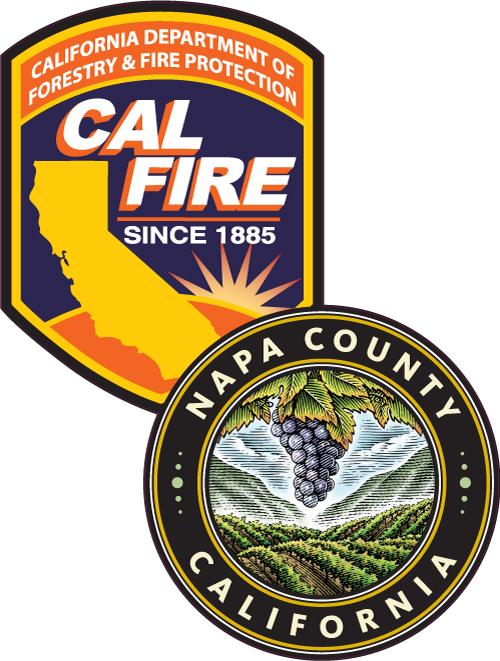 CALIFORNIA DEPARTMENT OF
FORESTRY & FIRE PROTECTION
CAL
FIRE
SINCE 1885
NAPA COUNTY
CALIFORNIA